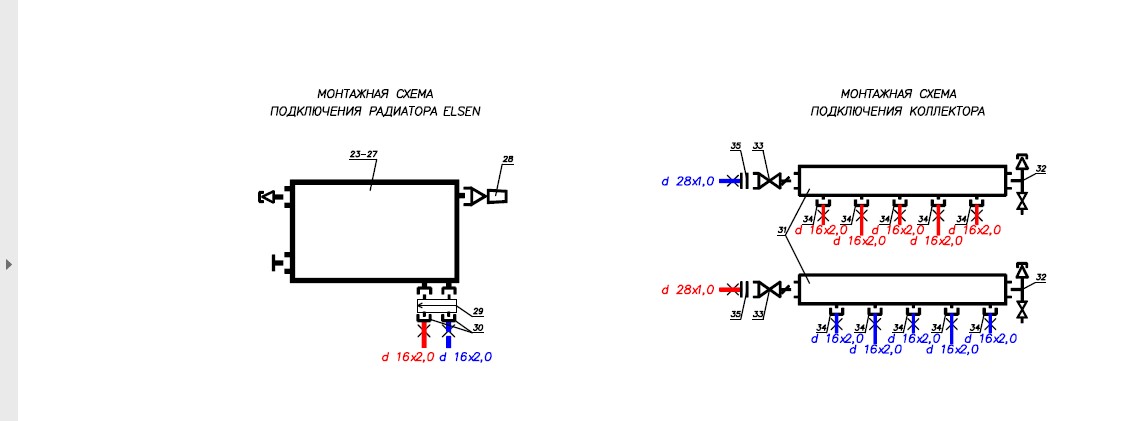 МОНТАЖНАЯ СХЕМА
ПОДКЛЮЧЕНИЯ РАДИАТОРА ELSEN
23-27
28
29
30
d 16x2,0 d 16x2,0
МОНТАЖНАЯ СХЕМА
ПОДКЛЮЧЕНИЯ КОЛЛЕКТОРА
35 33
32
d 28x1,0
34 34 34 34 34
d 16x2,0 d 16x2,0 d 16x2,0
d 16x2,0 d 16x2,0
31
32
d 28x1,0
35 33
34 34 34 34 34
d 16x2,0 d 16x2,0 d 16x2,0
d 16x2,0 d 16x2,0